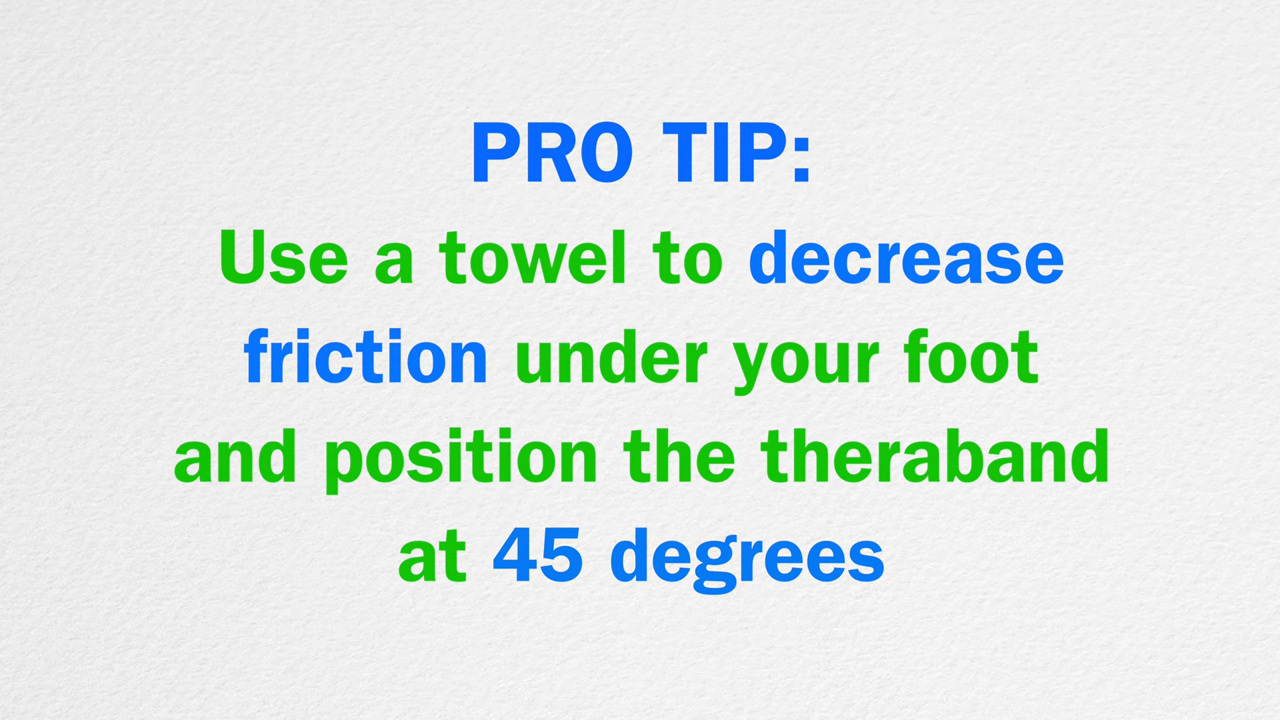 PRO TIP:
Use a towel to decrease
friction under your foot
and position the theraband
at 45 degrees